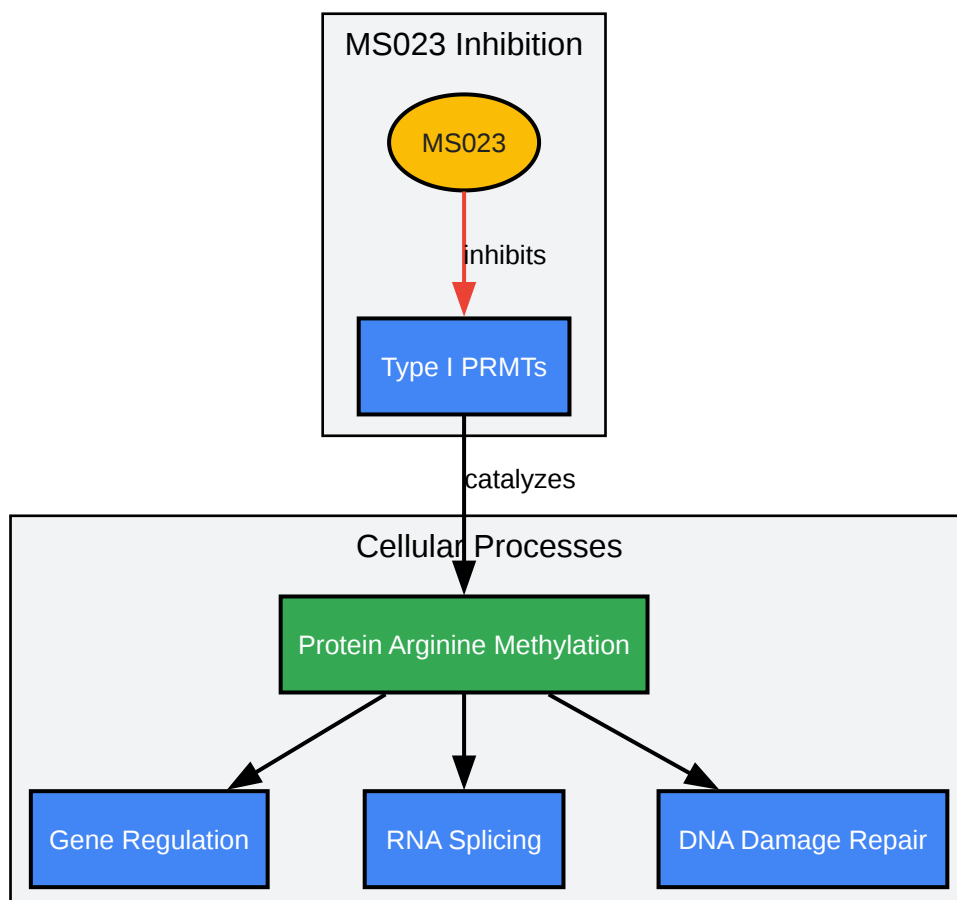 MS023 Inhibition
MS023
inhibits
Type I PRMTs
catalyzes
Cellular Processes
Protein Arginine Methylation
Gene Regulation
RNA Splicing
DNA Damage Repair